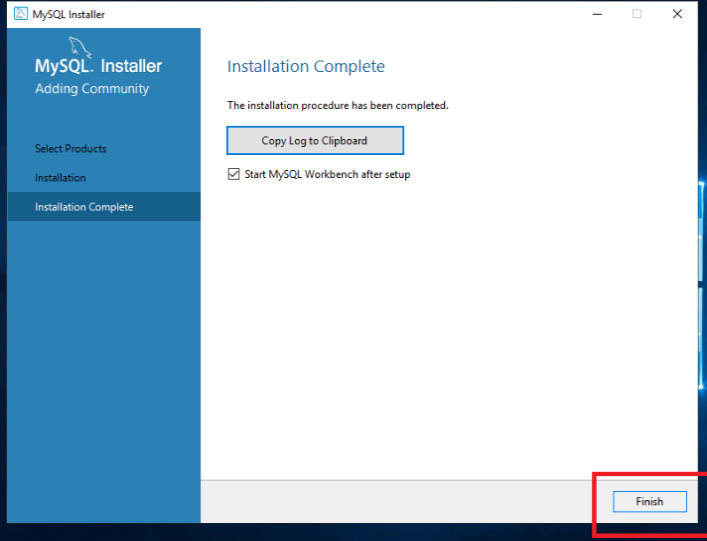 MySQL Installer
MySQL. Installer
Adding Community
Select Products
Installation
Installation Complete
Installation Complete
The installation procedure has been completed.
Copy Log to Clipboard
Start MySQL Workbench after setup
Finish